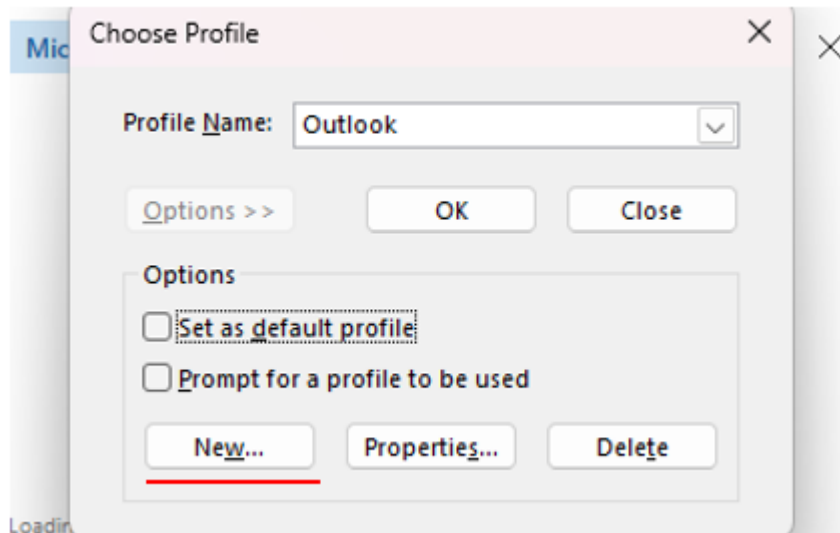 Choose Profile
Mic
Profile Name: Outlook
Options >> OK Close
Options
Set as default profile
Prompt for a profile to be used
New... Properties... Delete
Loadin